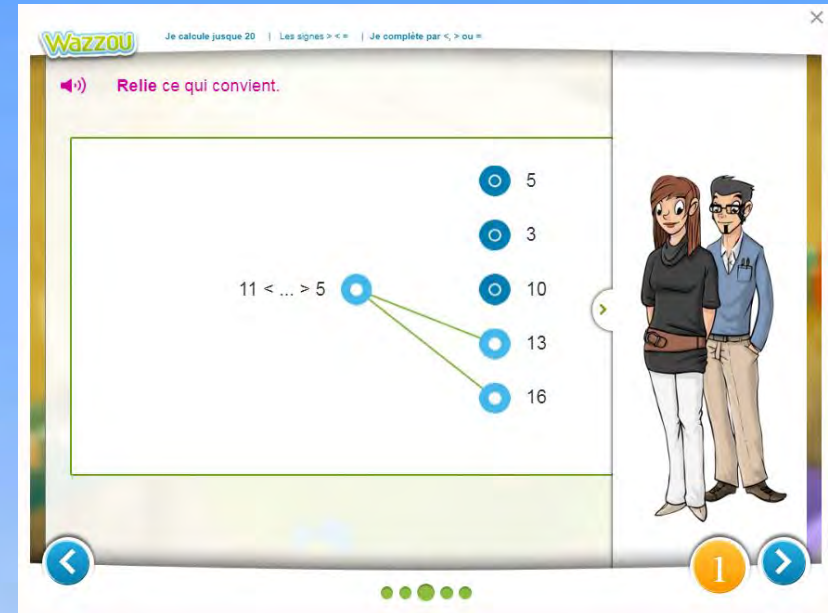 Wazzou
Je calcule jusque 20 | Les signes > < = | Je complète par <, > ou =
Relie ce qui convient.
5
3
11 < ... > 5
10
13
16
1